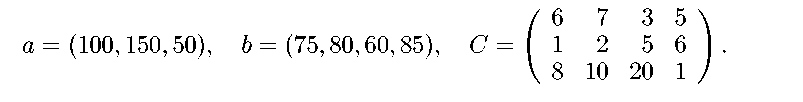 6 7 3 5
a = (100, 150, 50), b = (75, 80, 60, 85), C = ( 1 2 5 6 ) .
8 10 20 1